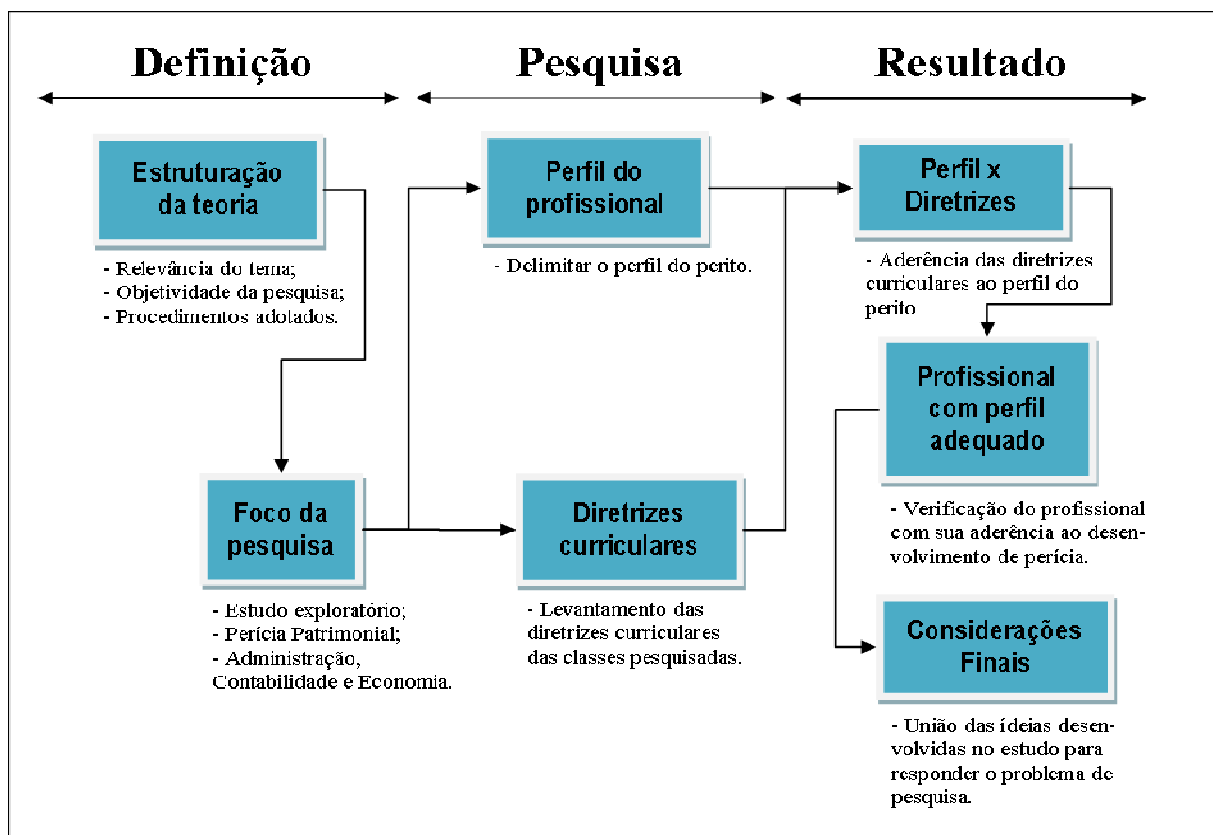 Definição
Pesquisa
Resultado
Estruturação
da teoria
- Relevância do tema;
- Objetividade da pesquisa;
- Procedimentos adotados.
Foco da
pesquisa
- Estudo exploratório;
- Perícia Patrimonial;
- Administração,
Contabilidade e Economia.
Perfil do
profissional
- Delimitar o perfil do perito.
Diretrizes
curriculares
- Levantamento das
diretrizes curriculares
das classes pesquisadas.
Perfil x
Diretrizes
- Aderência das diretrizes
curriculares ao perfil do
perito
Profissional
com perfil
adequado
- Verificação do profissional
com sua aderência ao desen-
volvimento de perícia.
Considerações
Finais
- União das ídeias desen-
volvidas no estudo para
responder o problema de
pesquisa.